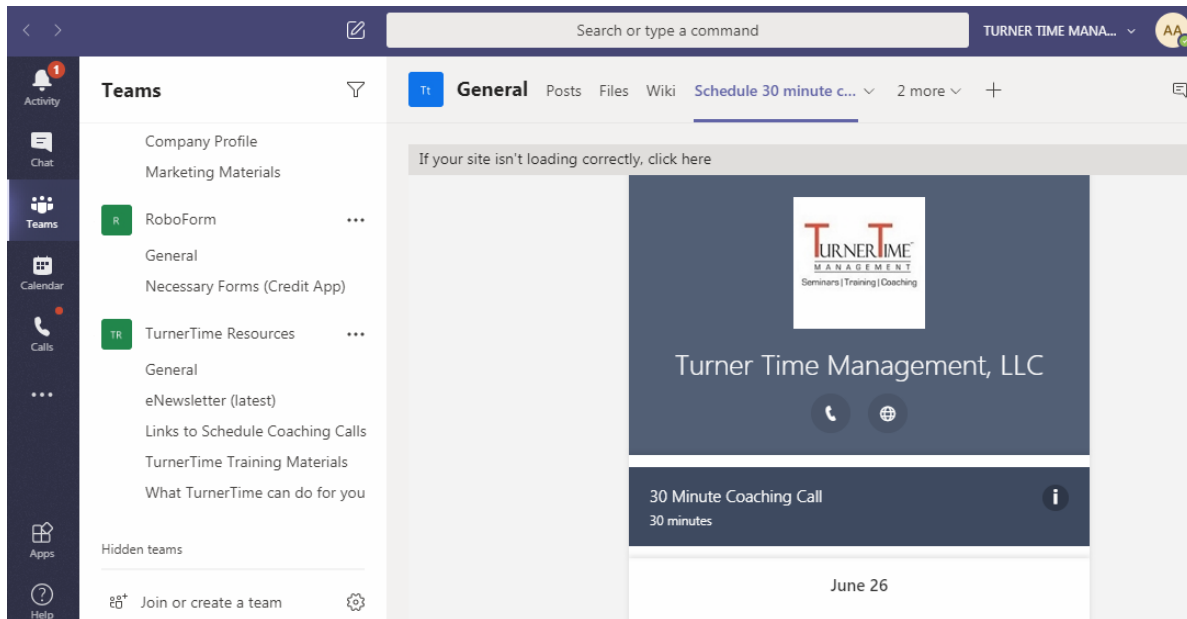 Search or type a command
TURNER TIME MANA...
AA
1
Activity
Chat
Teams
Calendar
Calls
Apps
Help
Teams
Company Profile
Marketing Materials
R RoboForm
General
Necessary Forms (Credit App)
TR TurnerTime Resources
General
eNewsletter (latest)
Links to Schedule Coaching Calls
TurnerTime Training Materials
What TurnerTime can do for you
Hidden teams
Join or create a team
Tt General Posts Files Wiki Schedule 30 minute c... 2 more
If your site isn't loading correctly, click here
TURNERTIME
MANAGEMENT
Seminars | Training | Coaching
Turner Time Management, LLC
30 Minute Coaching Call
30 minutes
June 26